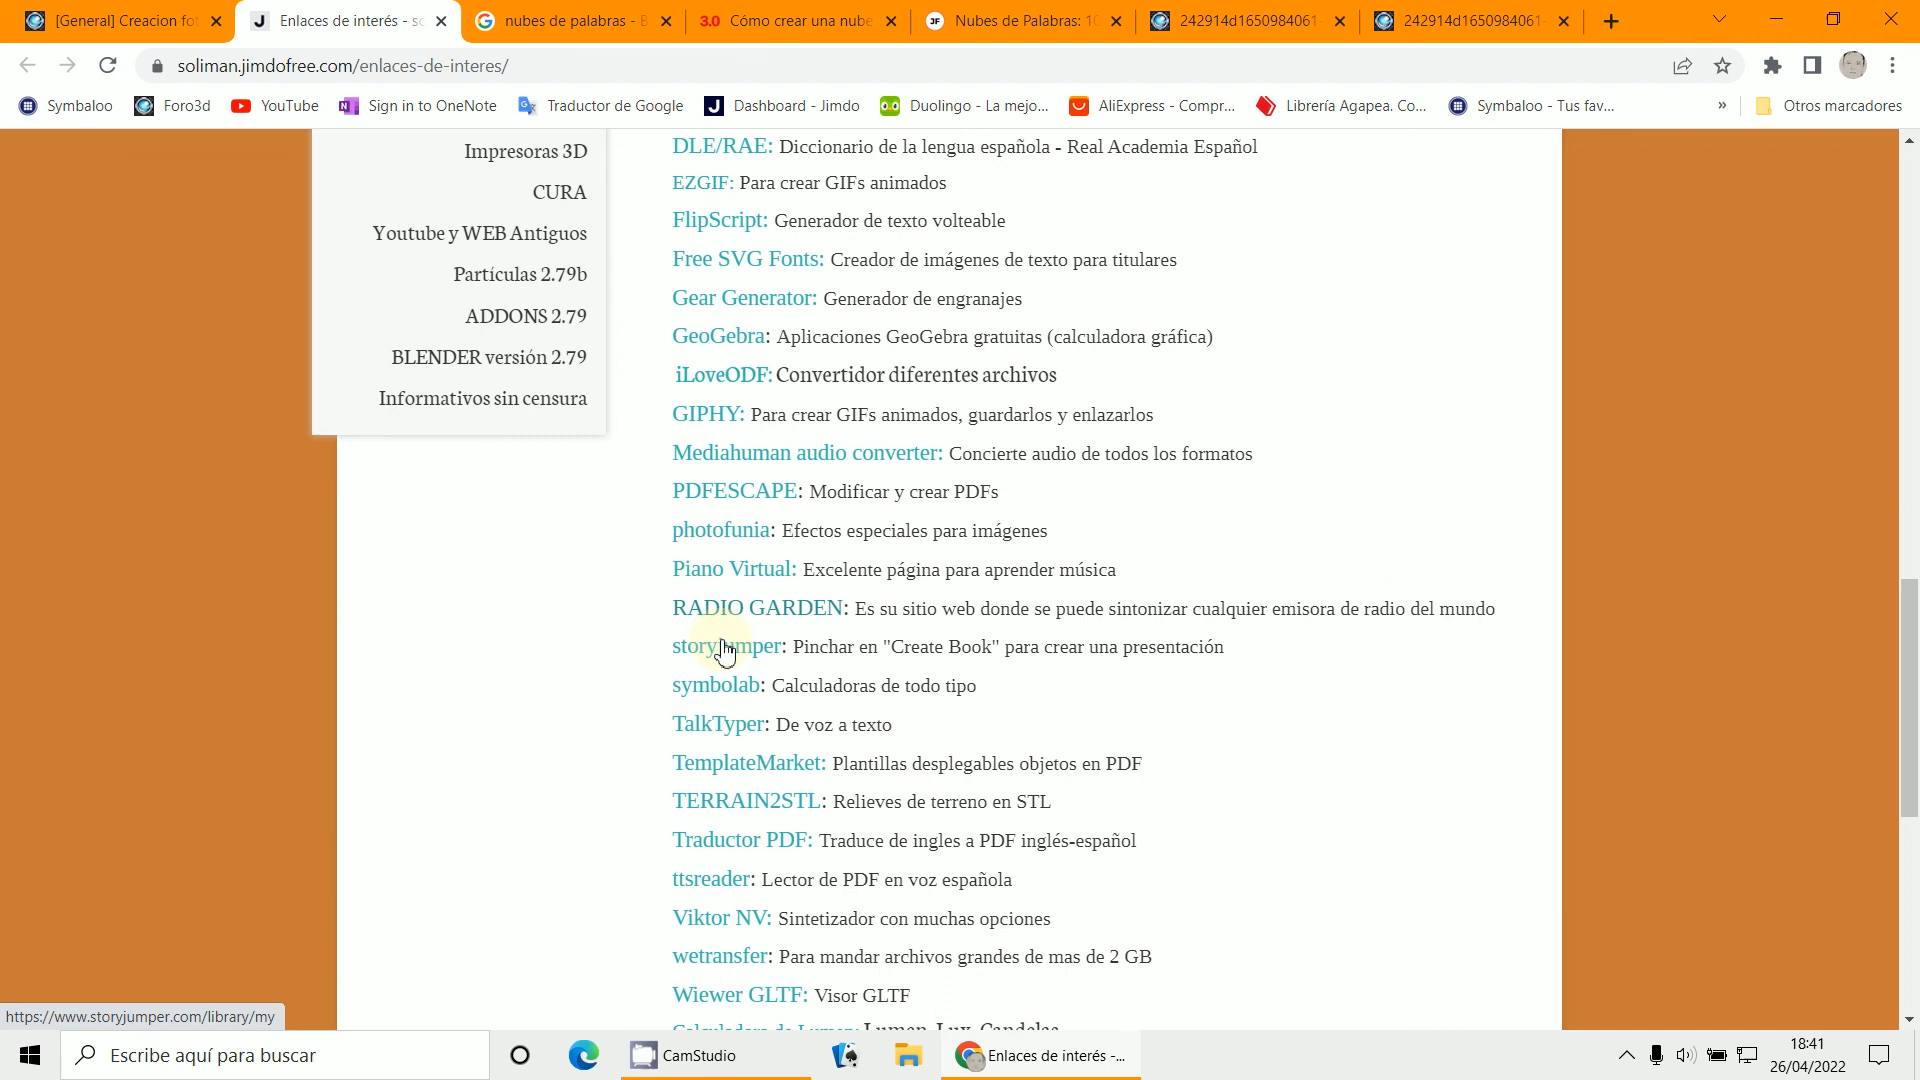 [General] Creacion fot
Enlaces de interés - so
nubes de palabras - B
3.0 Cómo crear una nube
JF Nubes de Palabras: 10
242914d1650984061-
242914d1650984061-
soliman.jimdofree.com/enlaces-de-interes/
Symbaloo
Foro3d
YouTube
Sign in to OneNote
Traductor de Google
Dashboard - Jimdo
Duolingo - La mejo...
AliExpress - Compr...
Librería Agapea. Co...
Symbaloo - Tus fav...
»
Otros marcadores
Impresoras 3D
CURA
Youtube y WEB Antiguos
Partículas 2.79b
ADDONS 2.79
BLENDER versión 2.79
Informativos sin censura
DLE/RAE: Diccionario de la lengua española - Real Academia Español
EZGIF: Para crear GIFs animados
FlipScript: Generador de texto volteable
Free SVG Fonts: Creador de imágenes de texto para titulares
Gear Generator: Generador de engranajes
GeoGebra: Aplicaciones GeoGebra gratuitas (calculadora gráfica)
iLoveODF: Convertidor diferentes archivos
GIPHY: Para crear GIFs animados, guardarlos y enlazarlos
Mediahuman audio converter: Concierte audio de todos los formatos
PDFESCAPE: Modificar y crear PDFs
photofunia: Efectos especiales para imágenes
Piano Virtual: Excelente página para aprender música
RADIO GARDEN: Es su sitio web donde se puede sintonizar cualquier emisora de radio del mundo
storyjumper: Pinchar en "Create Book" para crear una presentación
symbolab: Calculadoras de todo tipo
TalkTyper: De voz a texto
TemplateMarket: Plantillas desplegables objetos en PDF
TERRAIN2STL: Relieves de terreno en STL
Traductor PDF: Traduce de ingles a PDF inglés-español
ttsreader: Lector de PDF en voz española
Viktor NV: Sintetizador con muchas opciones
wetransfer: Para mandar archivos grandes de mas de 2 GB
Wiewer GLTF: Visor GLTF
Calculadora de Lumen: Lumen, Lux, Candelas
https://www.storyjumper.com/library/my
Escribe aquí para buscar
CamStudio
Enlaces de interés -...
18:41
26/04/2022